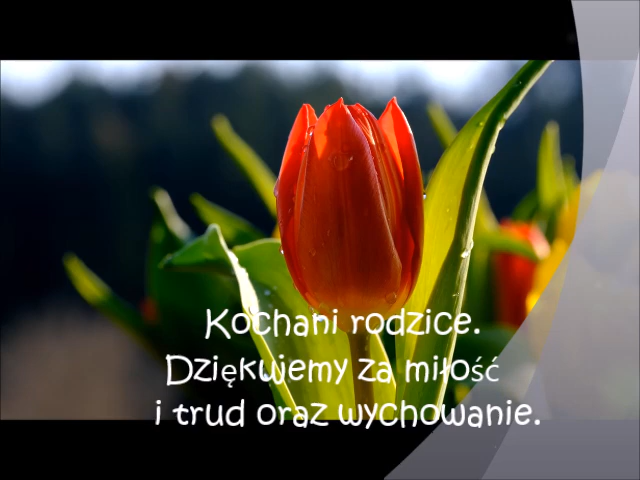 Kochani rodzice.
Dziękujemy za miłość
i trud oraz wychowanie.